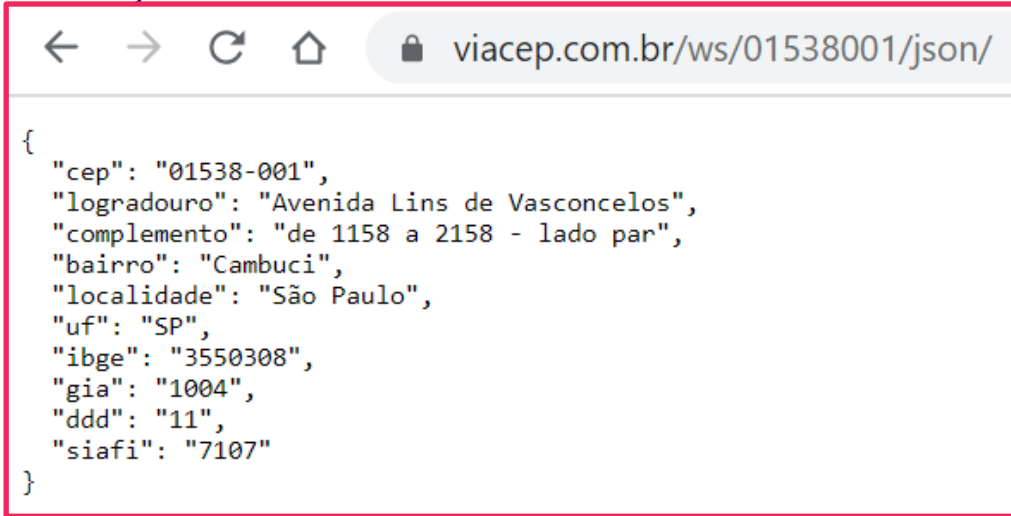 viacep.com.br/ws/01538001/json/
{
  "cep": "01538-001",
  "logradouro": "Avenida Lins de Vasconcelos",
  "complemento": "de 1158 a 2158 - lado par",
  "bairro": "Cambuci",
  "localidade": "São Paulo",
  "uf": "SP",
  "ibge": "3550308",
  "gia": "1004",
  "ddd": "11",
  "siafi": "7107"
}